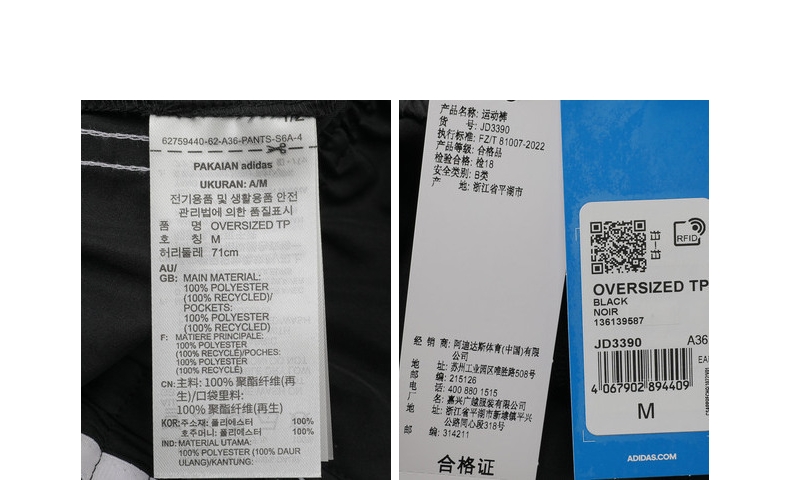 62759440-62-A36-PANTS-S6A-4
PAKAIAN adidas
UKURAN: A/M
전기용품 및 생활용품 안전
관리법에 의한 품질표시
품 명 OVERSIZED TP
호 칭 M
허리둘레 71cm
AU/
GB: MAIN MATERIAL:
100% POLYESTER
(100% RECYCLED)/
POCKETS:
100% POLYESTER
(100% RECYCLED)
F: MATIÈRE PRINCIPALE:
100% POLYESTER
(100% RECYCLÉ)/POCHES:
100% POLYESTER
(100% RECYCLÉ)
CN: 主料: 100% 聚酯纤维(再
生)/口袋里料:
100% 聚酯纤维(再生)
KOR: 주소재: 폴리에스터 100%
호주머니: 폴리에스터 100%
IND: MATERIAL UTAMA:
100% POLYESTER (100% DAUR
ULANG)/KANTUNG:
产品名称: 运动裤
货 号: JD3390
执行标准: FZ/T 81007-2022
产品等级: 合格品
检验合格: 检18
安全类别: B类
产 地: 浙江省平湖市
经 销 商: 阿迪达斯体育(中国)有限
公司
地 址: 苏州工业园区唯胜路508号
邮 编: 215126
电 话: 400 880 1515
厂 名: 嘉兴广越服装有限公司
地 址: 浙江省平湖市新埭镇平兴
公路同心段318号
邮 编: 314211
合格证
RFID
OVERSIZED TP
BLACK
NOIR
136139587
JD3390 A36
EA
4 067902 894409
M
ADIDAS.COM